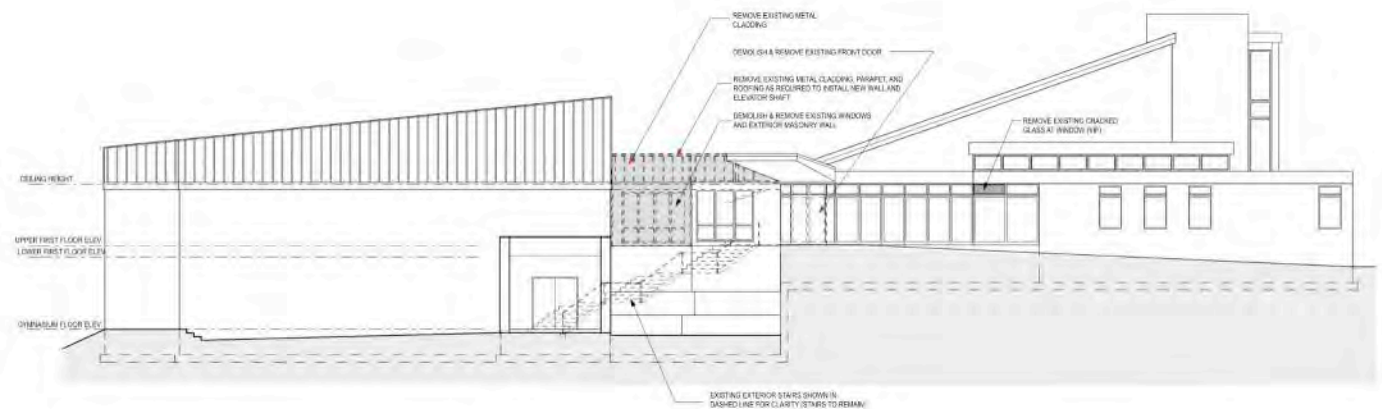 REMOVE EXISTING METAL
CLADDING
DEMOLISH & REMOVE EXISTING FRONT DOOR
REMOVE EXISTING METAL CLADDING, PARAPET, AND
ROOFING AS REQUIRED TO INSTALL NEW WALL AND
ELEVATOR SHAFT
DEMOLISH & REMOVE EXISTING WINDOWS
AND EXTERIOR MASONRY WALL
REMOVE EXISTING CRACKED
GLASS AT WINDOW (VIF)
CEILING HEIGHT
UPPER FIRST FLOOR ELEV.
LOWER FIRST FLOOR ELEV.
GYMNASIUM FLOOR ELEV.
EXISTING EXTERIOR STAIRS SHOWN IN
DASHED LINE FOR CLARITY (STAIRS TO REMAIN)